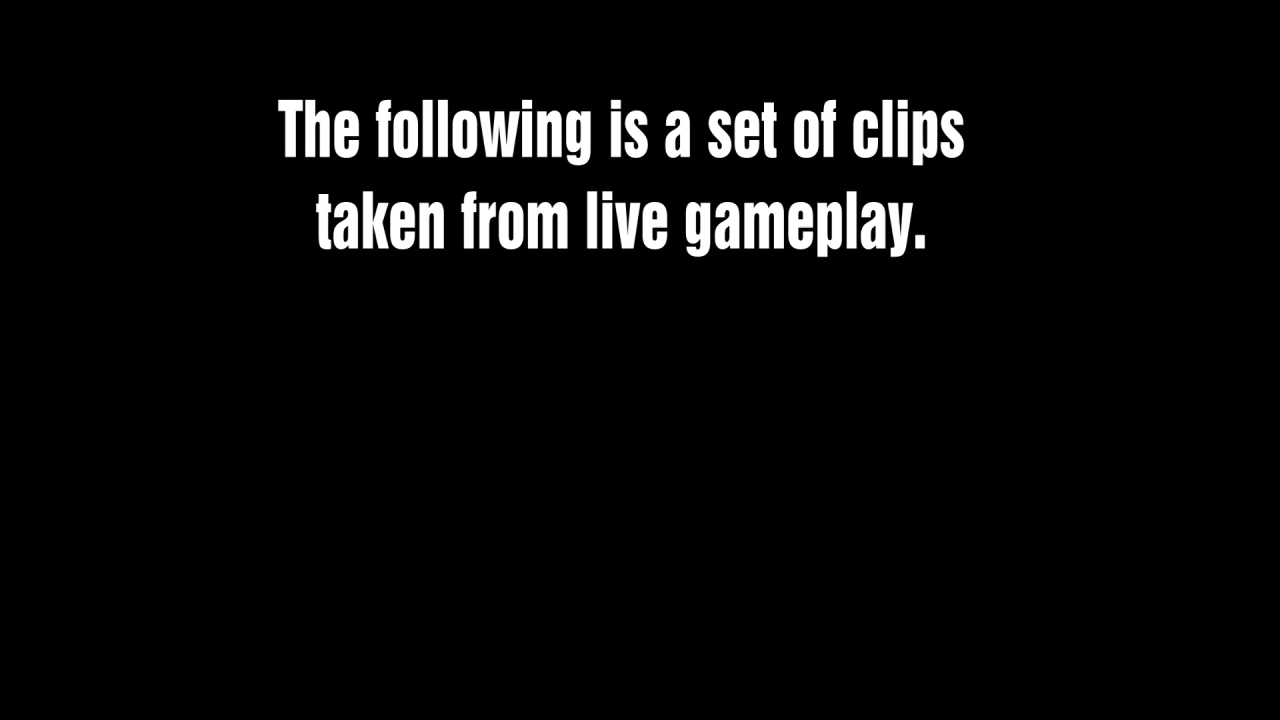 The following is a set of clips
taken from live gameplay.